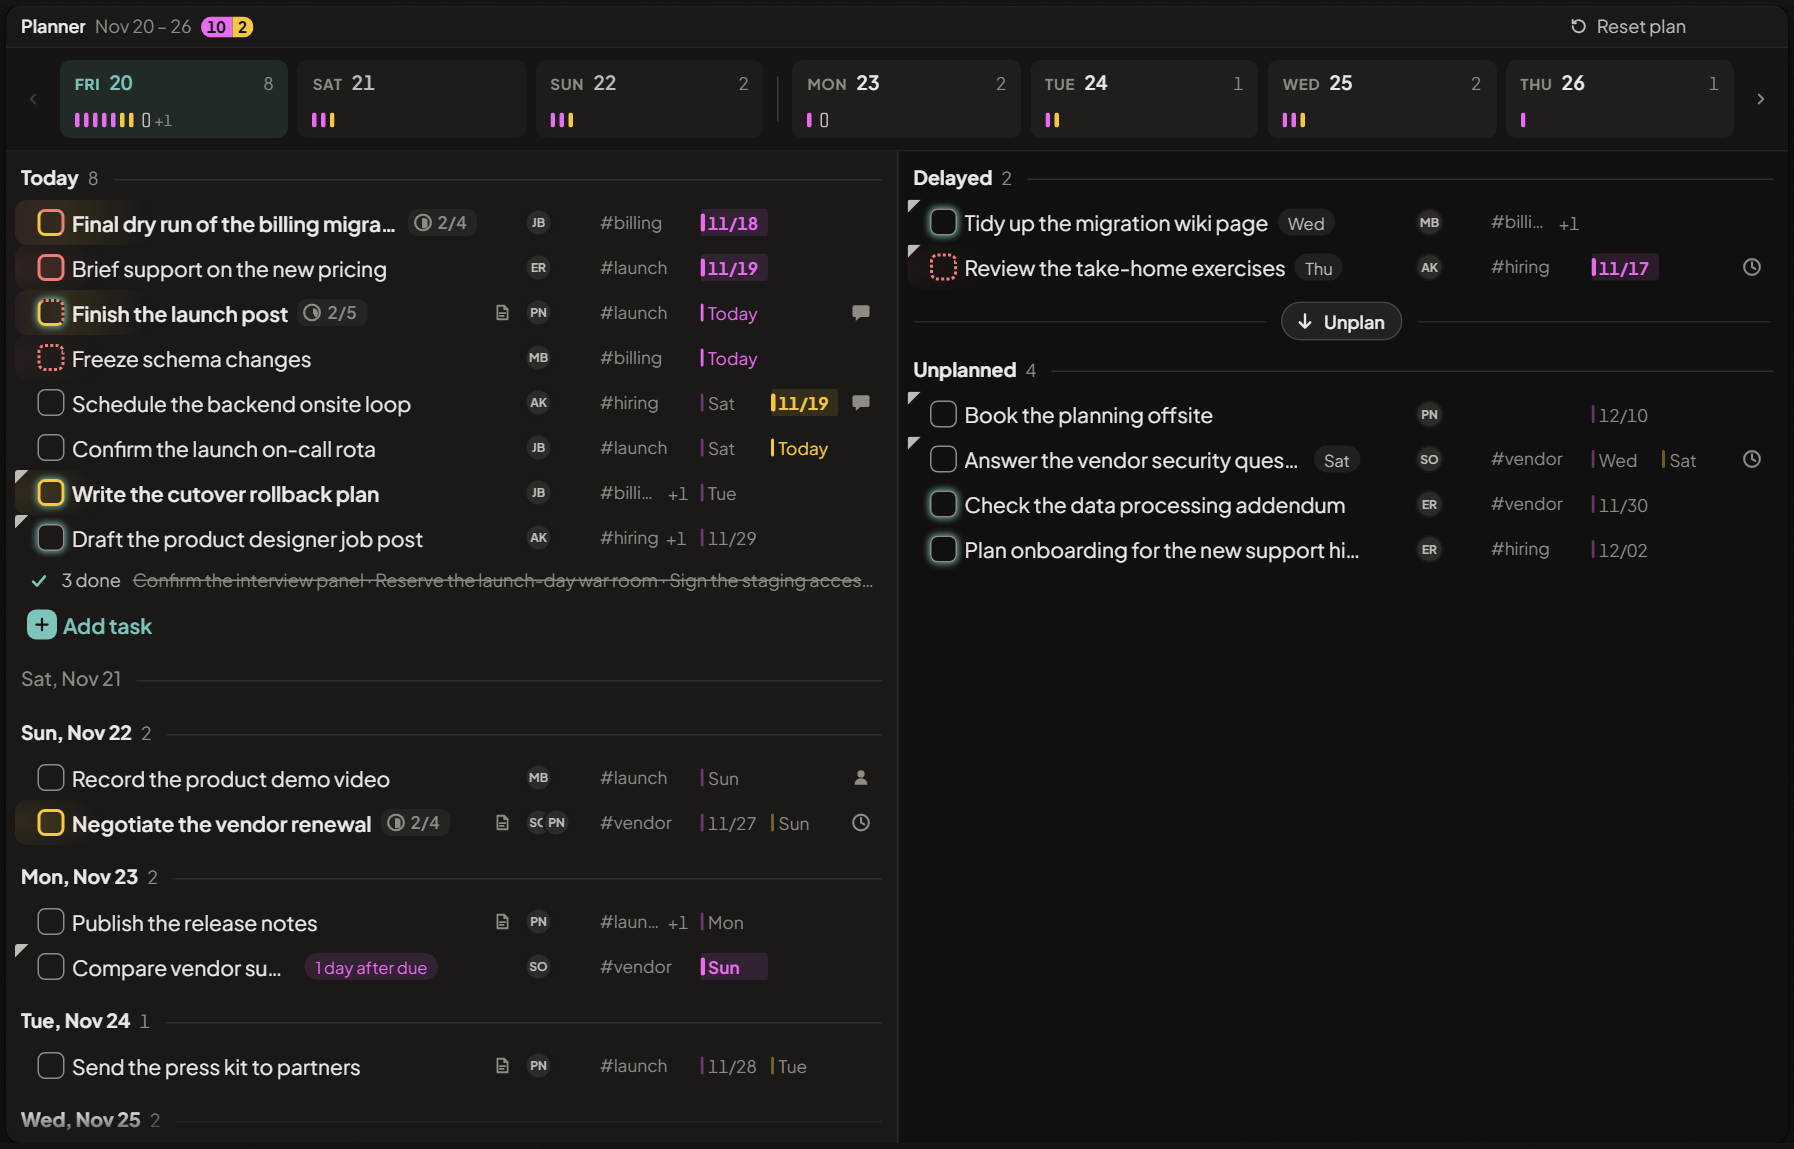 Planner Nov 20 – 26 10 2
Reset plan
FRI 20 8
+1
SAT 21
SUN 22 2
MON 23 2
TUE 24 1
WED 25 2
THU 26 1
Today 8
Final dry run of the billing migra... 2/4 JB #billing 11/18
Brief support on the new pricing ER #launch 11/19
Finish the launch post 2/5 PN #launch Today
Freeze schema changes MB #billing Today
Schedule the backend onsite loop AK #hiring Sat 11/19
Confirm the launch on-call rota JB #launch Sat Today
Write the cutover rollback plan JB #billi... +1 Tue
Draft the product designer job post AK #hiring +1 11/29
3 done Confirm the interview panel · Reserve the launch-day war room · Sign the staging acces...
Add task
Sat, Nov 21
Sun, Nov 22 2
Record the product demo video MB #launch Sun
Negotiate the vendor renewal 2/4 SO PN #vendor 11/27 Sun
Mon, Nov 23 2
Publish the release notes PN #laun... +1 Mon
Compare vendor su... 1 day after due SO #vendor Sun
Tue, Nov 24 1
Send the press kit to partners PN #launch 11/28 Tue
Wed, Nov 25 2
Delayed 2
Tidy up the migration wiki page Wed MB #billi... +1
Review the take-home exercises Thu AK #hiring 11/17
Unplan
Unplanned 4
Book the planning offsite PN 12/10
Answer the vendor security ques... Sat SO #vendor Wed Sat
Check the data processing addendum ER #vendor 11/30
Plan onboarding for the new support hi... ER #hiring 12/02